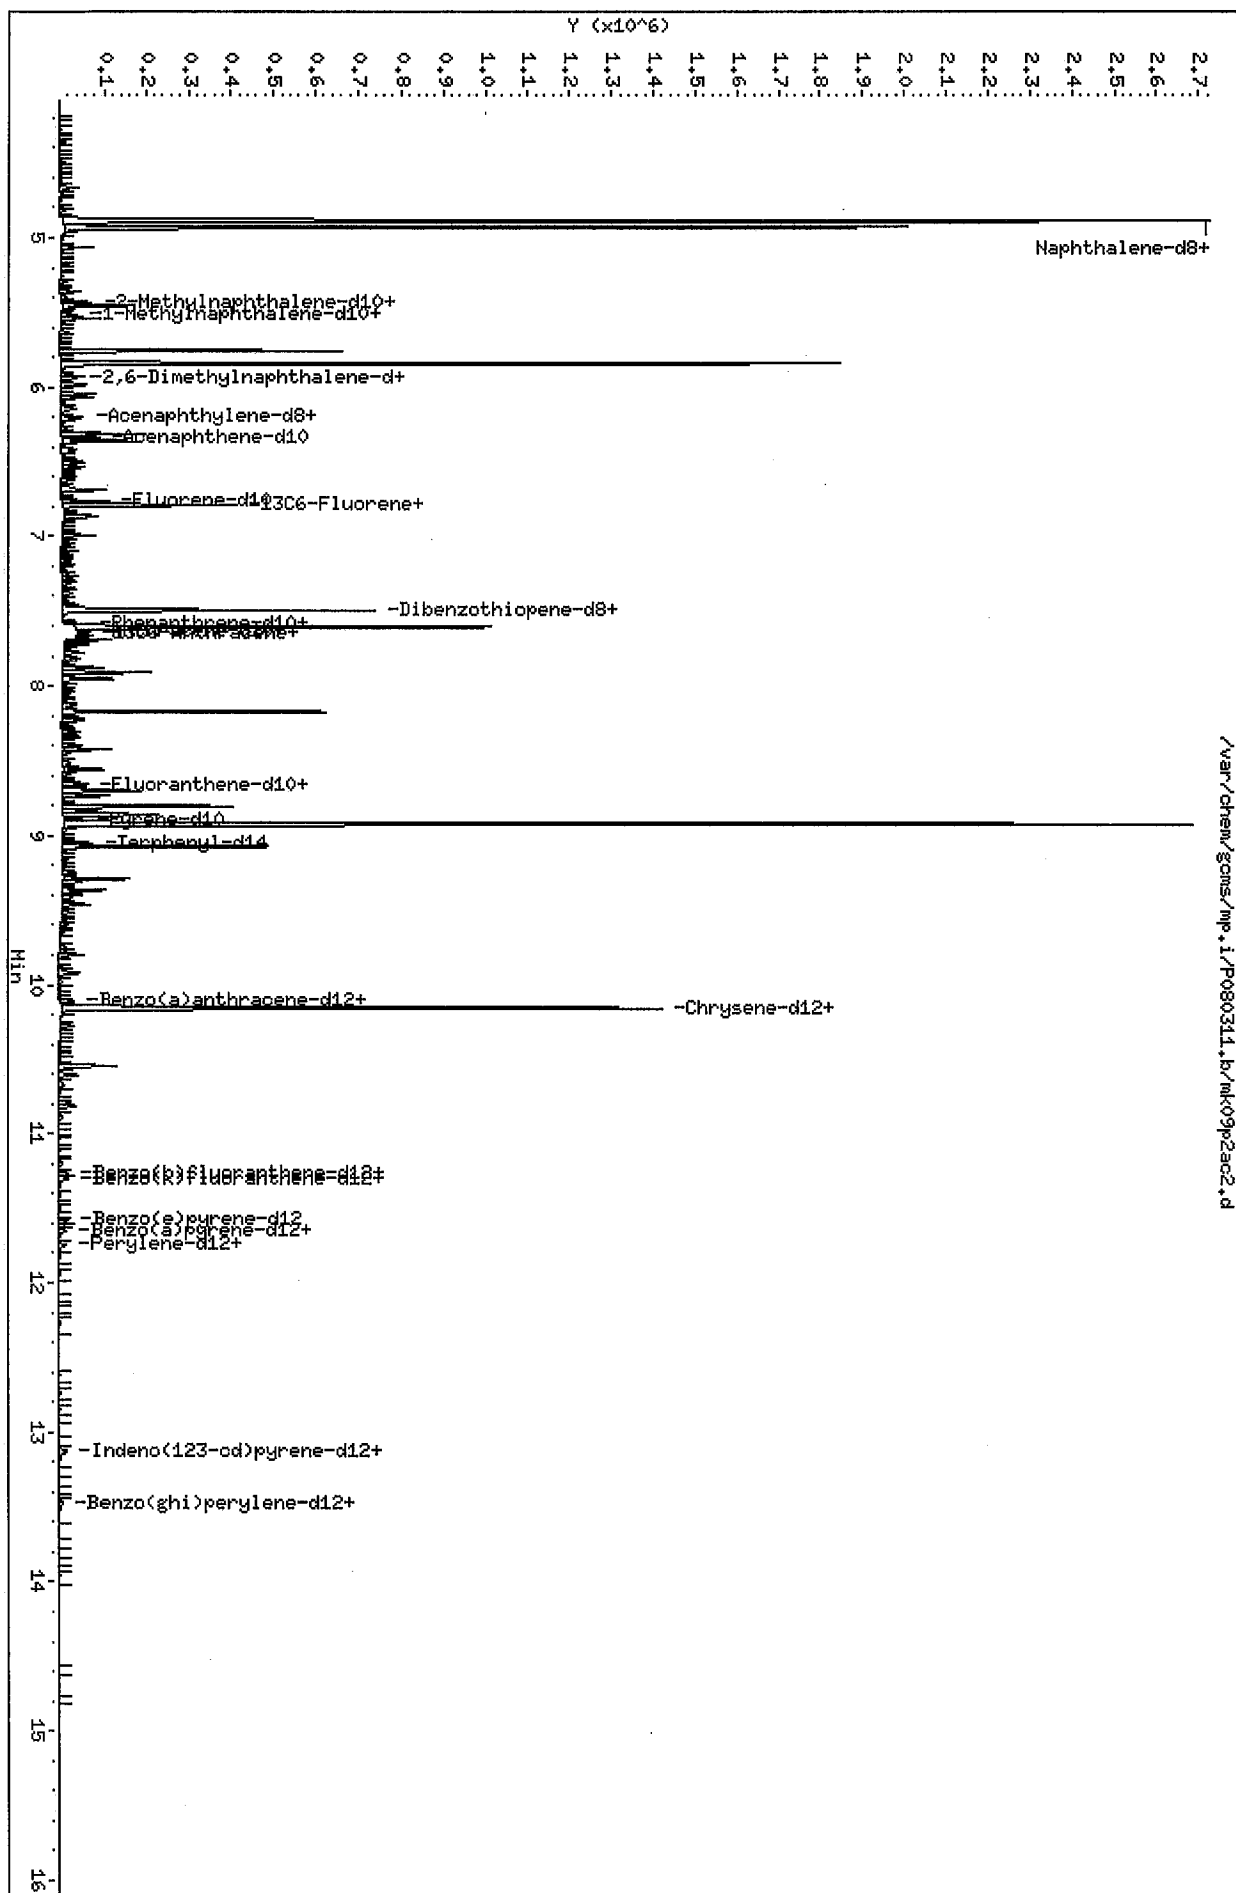 /var/chem/gcms/mp.i/P080311.b/mk09p2ac2.d
Y (x10^6)
2.7
2.6
2.5
2.4
2.3
2.2
2.1
2.0
1.9
1.8
1.7
1.6
1.5
1.4
1.3
1.2
1.1
1.0
0.9
0.8
0.7
0.6
0.5
0.4
0.3
0.2
0.1
Naphthalene-d8+
-2-Methylnaphthalene-d10+
-1-Methylnaphthalene-d10+
-2,6-Dimethylnaphthalene-d+
-Acenaphthylene-d8+
-Acenaphthene-d10
-Fluorene-d10
-13C6-Fluorene+
-Dibenzothiopene-d8+
-Phenanthrene-d10+
-Fluoranthene-d10+
-Pyrene-d10
-Terphenyl-d14
-Benzo(a)anthracene-d12+
-Chrysene-d12+
-Benzo(k)fluoranthene-d12+
-Benzo(e)pyrene-d12
-Benzo(a)pyrene-d12+
-Perylene-d12+
-Indeno(123-cd)pyrene-d12+
-Benzo(ghi)perylene-d12+
5
6
7
8
9
10
11
12
13
14
15
16
Min